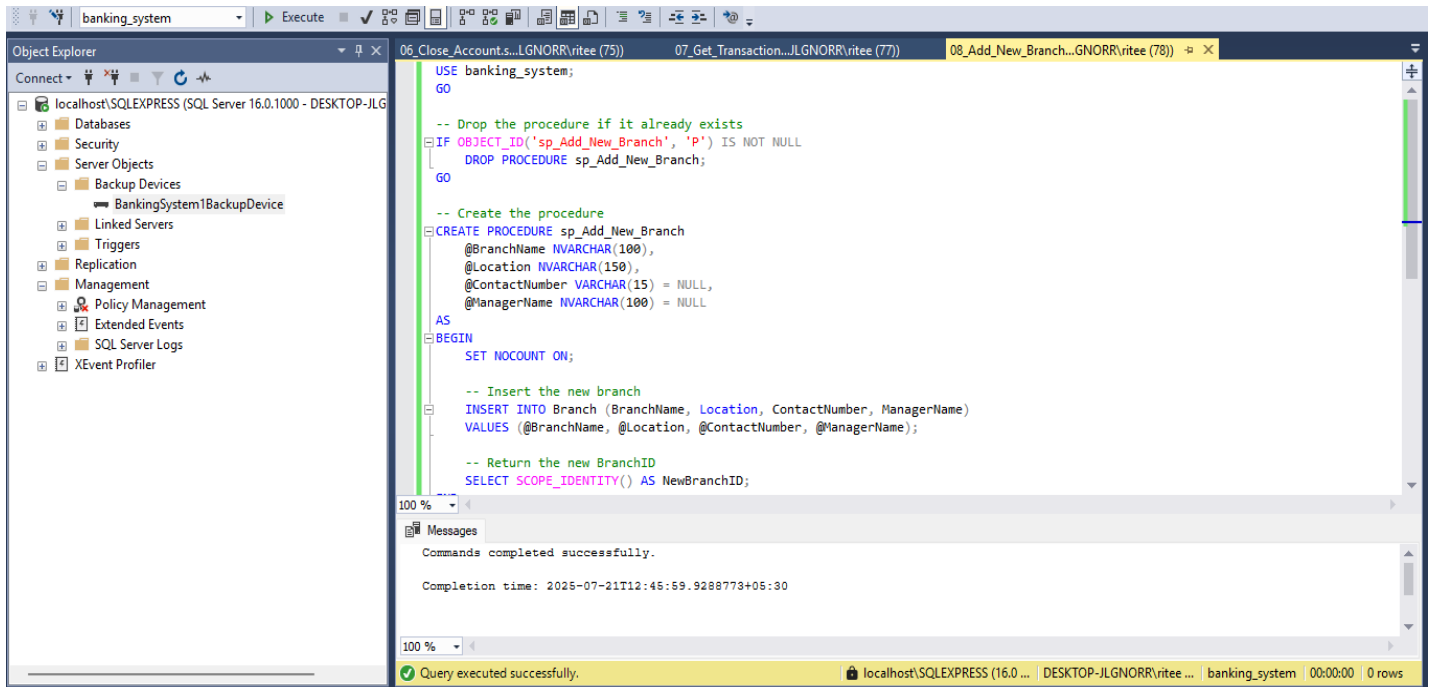 banking_system
Execute
Object Explorer
Connect
localhost\SQLEXPRESS (SQL Server 16.0.1000 - DESKTOP-JLG
Databases
Security
Server Objects
Backup Devices
BankingSystem1BackupDevice
Linked Servers
Triggers
Replication
Management
Policy Management
Extended Events
SQL Server Logs
XEvent Profiler
06_Close_Account.s...LGNORR\ritee (75))
07_Get_Transaction...JLGNORR\ritee (77))
08_Add_New_Branch...GNORR\ritee (78))
USE banking_system;
GO
-- Drop the procedure if it already exists
IF OBJECT_ID('sp_Add_New_Branch', 'P') IS NOT NULL
DROP PROCEDURE sp_Add_New_Branch;
GO
-- Create the procedure
CREATE PROCEDURE sp_Add_New_Branch
@BranchName NVARCHAR(100),
@Location NVARCHAR(150),
@ContactNumber VARCHAR(15) = NULL,
@ManagerName NVARCHAR(100) = NULL
AS
BEGIN
SET NOCOUNT ON;
-- Insert the new branch
INSERT INTO Branch (BranchName, Location, ContactNumber, ManagerName)
VALUES (@BranchName, @Location, @ContactNumber, @ManagerName);
-- Return the new BranchID
SELECT SCOPE_IDENTITY() AS NewBranchID;
100 %
Messages
Commands completed successfully.
Completion time: 2025-07-21T12:45:59.9288773+05:30
100 %
Query executed successfully.
localhost\SQLEXPRESS (16.0 ...
DESKTOP-JLGNORR\ritee ...
banking_system
00:00:00
0 rows